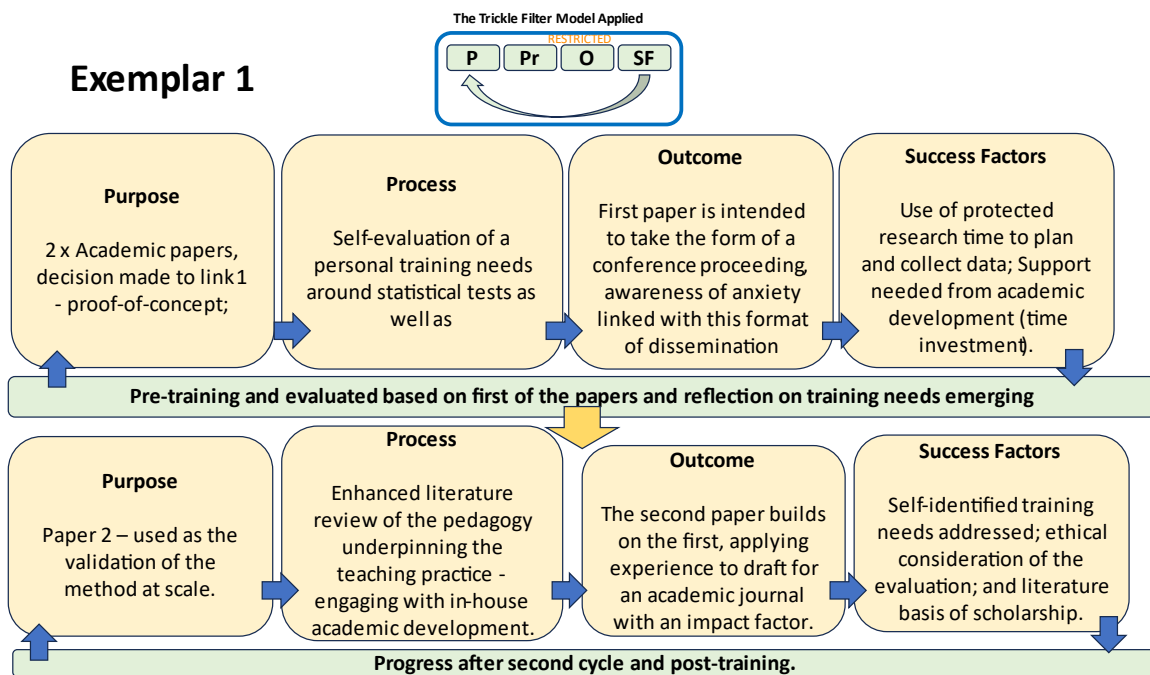 The Trickle Filter Model Applied
RESTRICTED
P Pr O SF
Exemplar 1
Purpose
2 x Academic papers,
decision made to link 1
- proof-of-concept;
Process
Self-evaluation of a
personal training needs
around statistical tests as
well as
Outcome
First paper is intended
to take the form of a
conference proceeding,
awareness of anxiety
linked with this format
of dissemination
Success Factors
Use of protected
research time to plan
and collect data; Support
needed from academic
development (time
investment).
Pre-training and evaluated based on first of the papers and reflection on training needs emerging
Purpose
Paper 2 – used as the
validation of the
method at scale.
Process
Enhanced literature
review of the pedagogy
underpinning the
teaching practice -
engaging with in-house
academic development.
Outcome
The second paper builds
on the first, applying
experience to draft for
an academic journal
with an impact factor.
Success Factors
Self-identified training
needs addressed; ethical
consideration of the
evaluation; and literature
basis of scholarship.
Progress after second cycle and post-training.